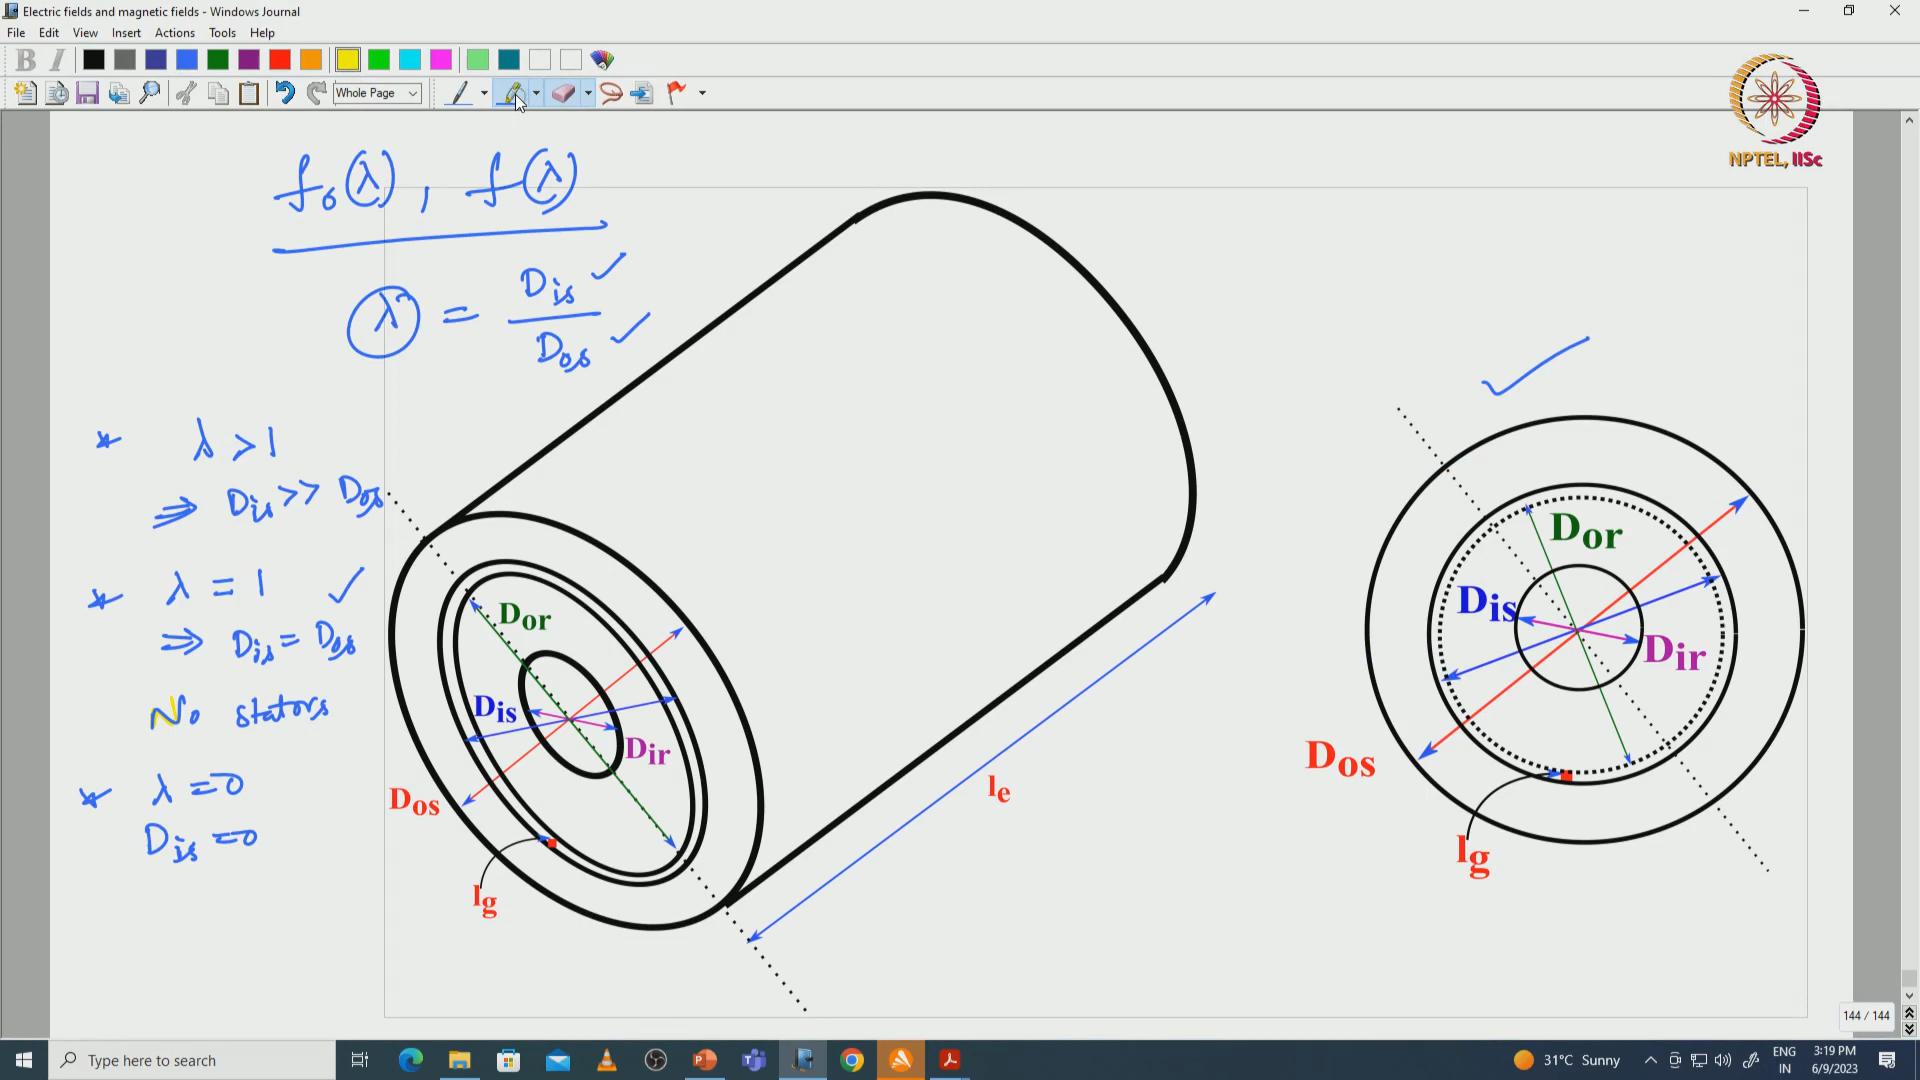 Electric fields and magnetic fields - Windows Journal
File Edit View Insert Actions Tools Help
B I
Whole Page
NPTEL, IISc
f₀(λ), f(λ)
λ = Dis / Dos
* λ > 1
⇒ Dis >> Dos
* λ = 1
⇒ Dis = Dos
No stators
* λ = 0
Dis = 0
Dor
Dis
Dir
Dos
lg
le
Dor
Dis
Dir
Dos
lg
144 / 144
Type here to search
31°C Sunny
ENG
IN
3:19 PM
6/9/2023